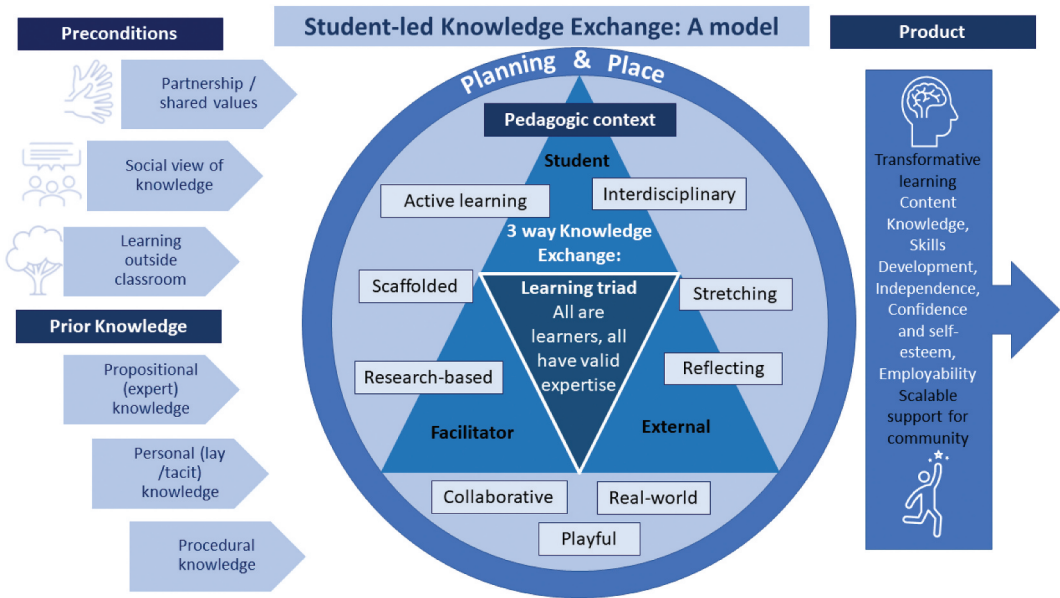 Student-led Knowledge Exchange: A model
Preconditions
Partnership /
shared values
Social view of
knowledge
Learning
outside
classroom
Prior Knowledge
Propositional
(expert)
knowledge
Personal (lay
/tacit)
knowledge
Procedural
knowledge
Planning & Place
Pedagogic context
Student
Active learning
Interdisciplinary
3 way Knowledge
Exchange:
Scaffolded
Learning triad
All are
learners, all
have valid
expertise
Stretching
Research-based
Reflecting
Facilitator
External
Collaborative
Real-world
Playful
Product
Transformative
learning
Content
Knowledge,
Skills
Development,
Independence,
Confidence
and self-
esteem,
Employability
Scalable
support for
community